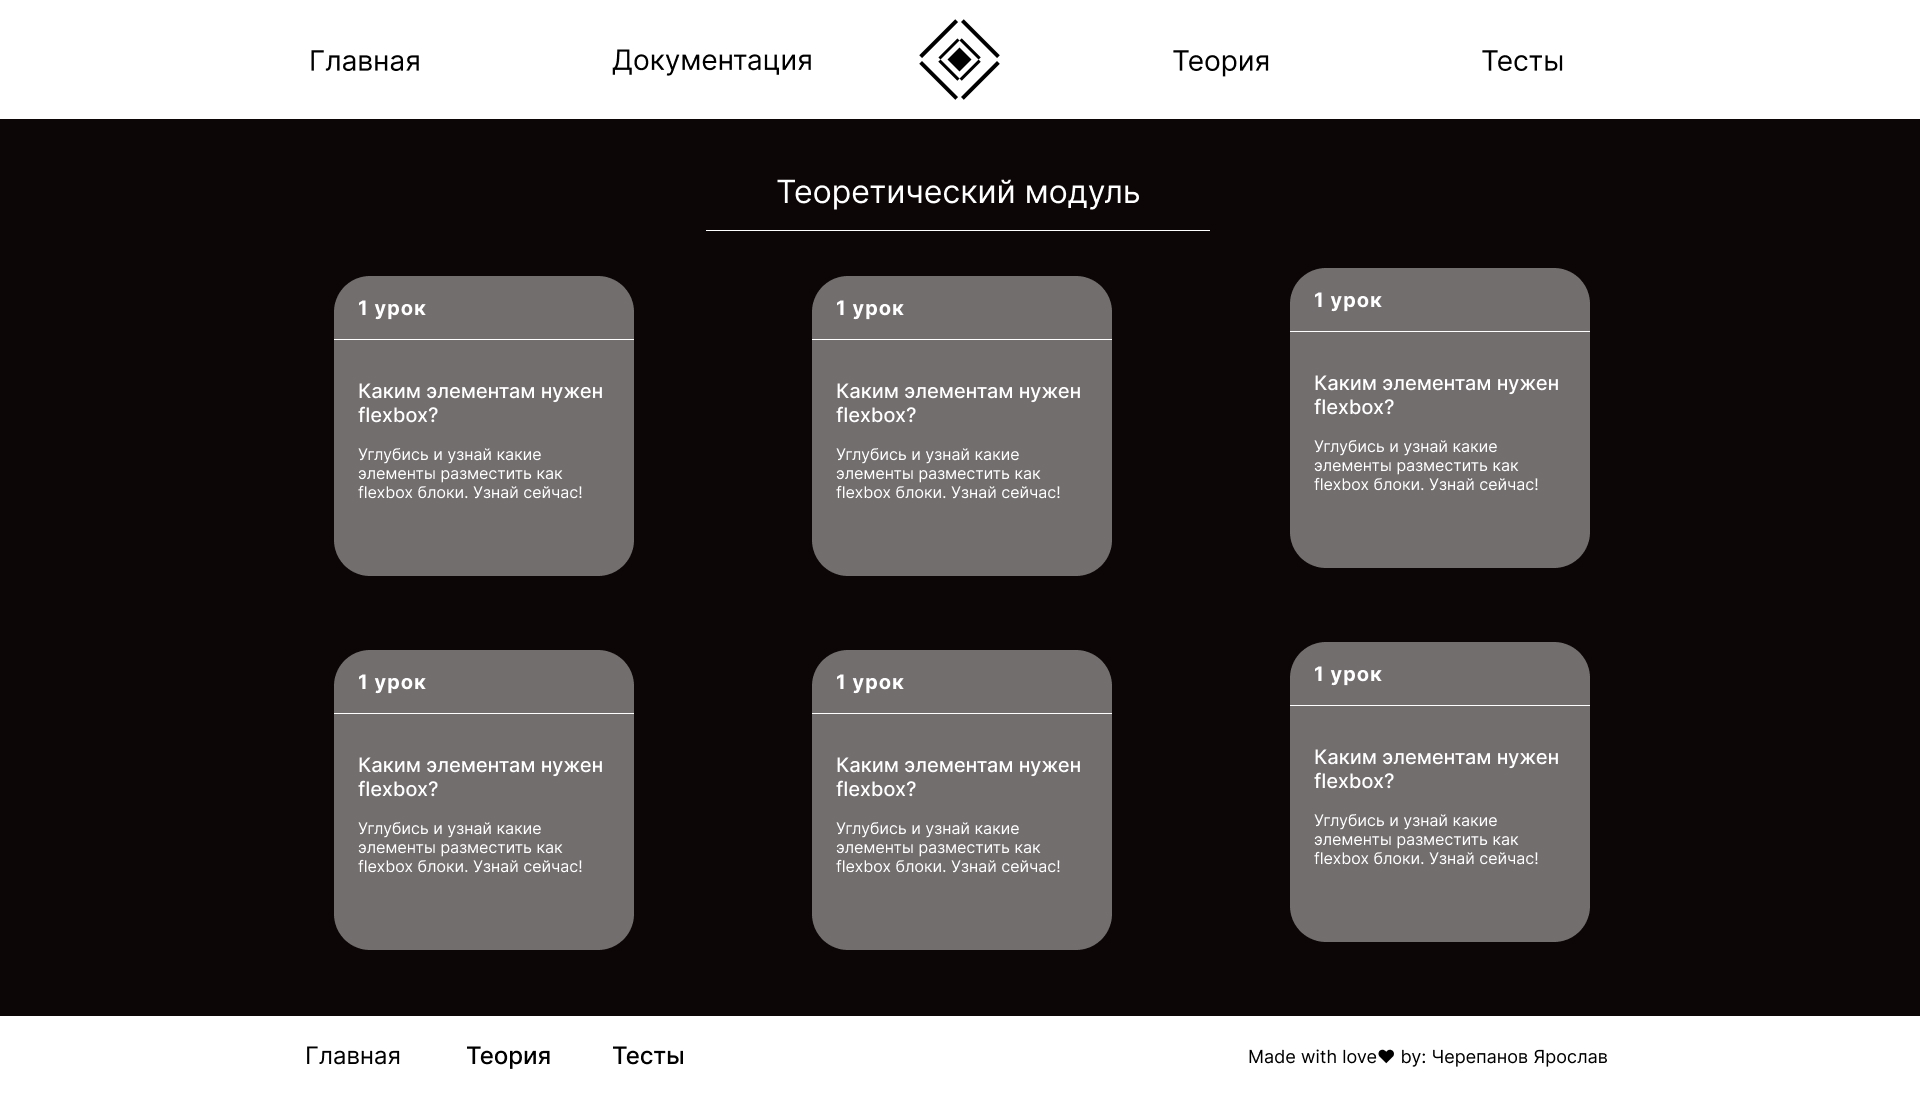 Главная
Документация
Теория
Тесты
Теоретический модуль
1 урок
Каким элементам нужен
flexbox?
Углубись и узнай какие
элементы разместить как
flexbox блоки. Узнай сейчас!
1 урок
Каким элементам нужен
flexbox?
Углубись и узнай какие
элементы разместить как
flexbox блоки. Узнай сейчас!
1 урок
Каким элементам нужен
flexbox?
Углубись и узнай какие
элементы разместить как
flexbox блоки. Узнай сейчас!
1 урок
Каким элементам нужен
flexbox?
Углубись и узнай какие
элементы разместить как
flexbox блоки. Узнай сейчас!
1 урок
Каким элементам нужен
flexbox?
Углубись и узнай какие
элементы разместить как
flexbox блоки. Узнай сейчас!
1 урок
Каким элементам нужен
flexbox?
Углубись и узнай какие
элементы разместить как
flexbox блоки. Узнай сейчас!
Главная
Теория
Тесты
Made with love❤ by: Черепанов Ярослав